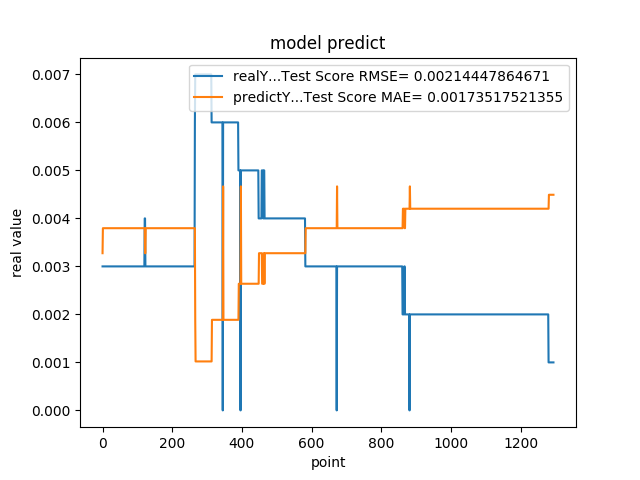 model predict
realY...Test Score RMSE= 0.00214447864671
predictY...Test Score MAE= 0.00173517521355
real value
0.007
0.006
0.005
0.004
0.003
0.002
0.001
0.000
0 200 400 600 800 1000 1200
point